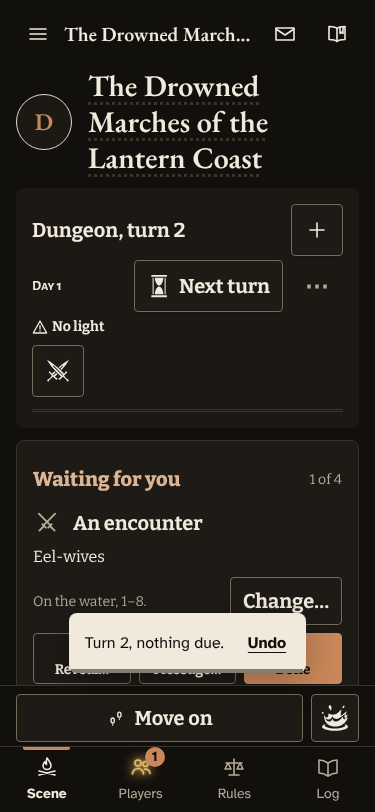 The Drowned March...
D
The Drowned
Marches of the
Lantern Coast
Dungeon, turn 2
DAY 1
Next turn
No light
Waiting for you
1 of 4
An encounter
Eel-wives
On the water, 1–8.
Change...
Turn 2, nothing due.
Undo
Move on
1
Scene
Players
Rules
Log